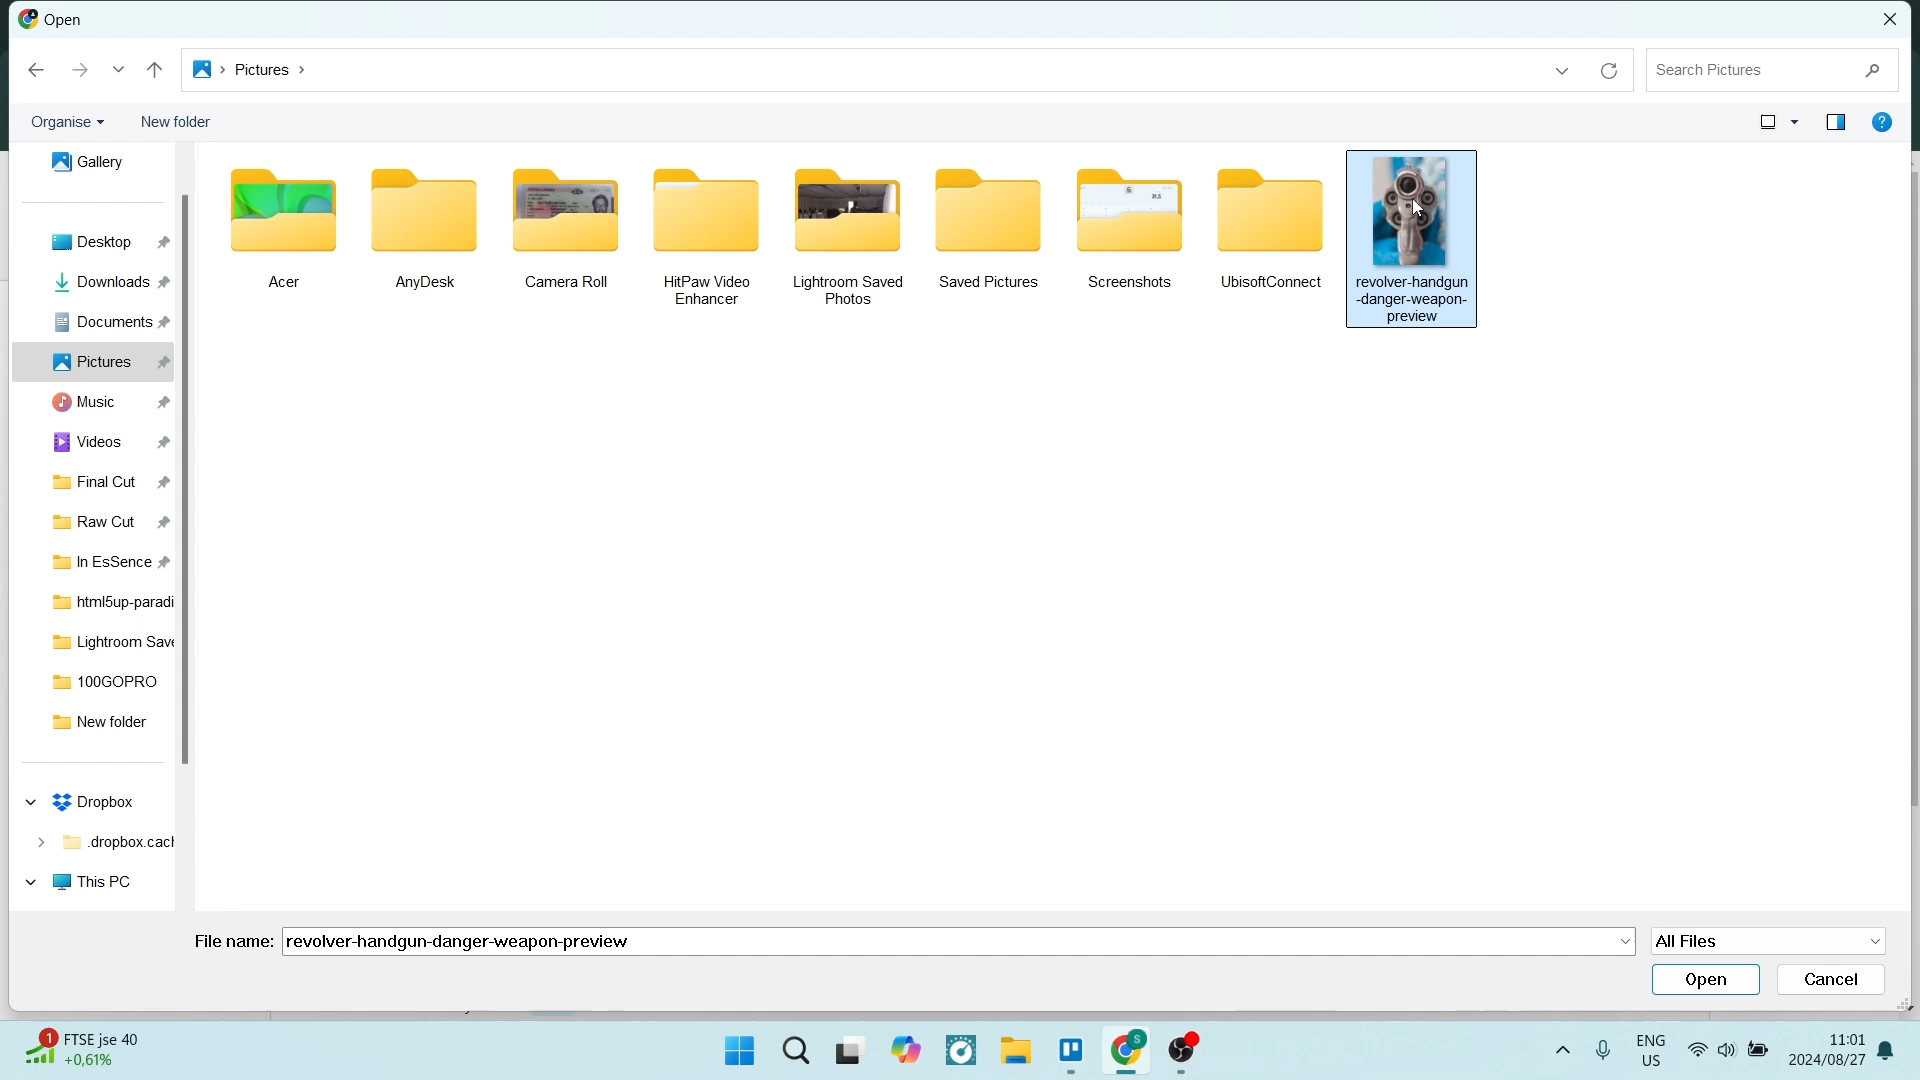 Open
Pictures
Search Pictures
Organise
New folder
Gallery
Desktop
Downloads
Documents
Pictures
Music
Videos
Final Cut
Raw Cut
In EsSence
html5up-paradi
Lightroom Save
100GOPRO
New folder
Dropbox
.dropbox.cach
This PC
Acer
AnyDesk
Camera Roll
HitPaw Video
Enhancer
Lightroom Saved
Photos
Saved Pictures
Screenshots
UbisoftConnect
revolver-handgun
-danger-weapon-
preview
File name: revolver-handgun-danger-weapon-preview
All Files
Open
Cancel
1
FTSE jse 40
+0,61%
S
ENG
US
11:01
2024/08/27